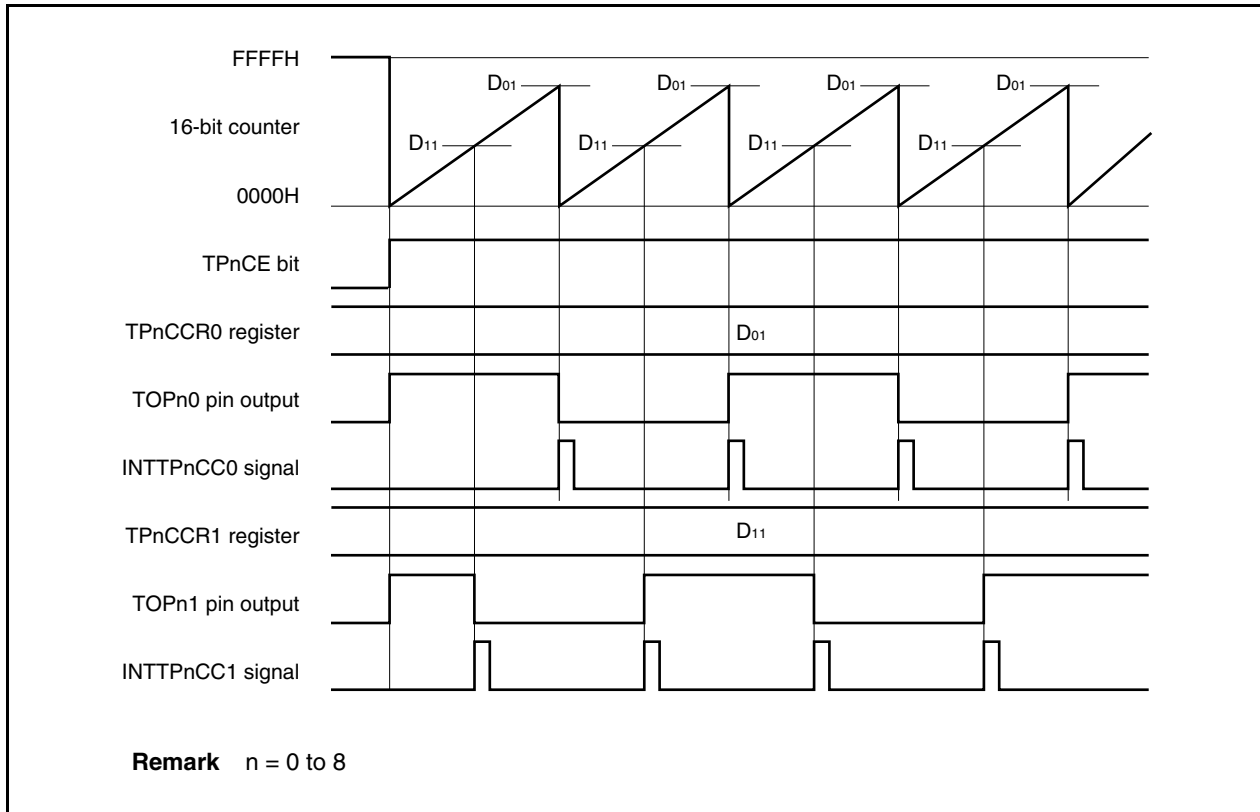 FFFFH
D01 D01 D01 D01
16-bit counter
D11 D11 D11 D11
0000H
TPnCE bit
TPnCCR0 register D01
TOPn0 pin output
INTTPnCC0 signal
TPnCCR1 register D11
TOPn1 pin output
INTTPnCC1 signal
Remark n = 0 to 8